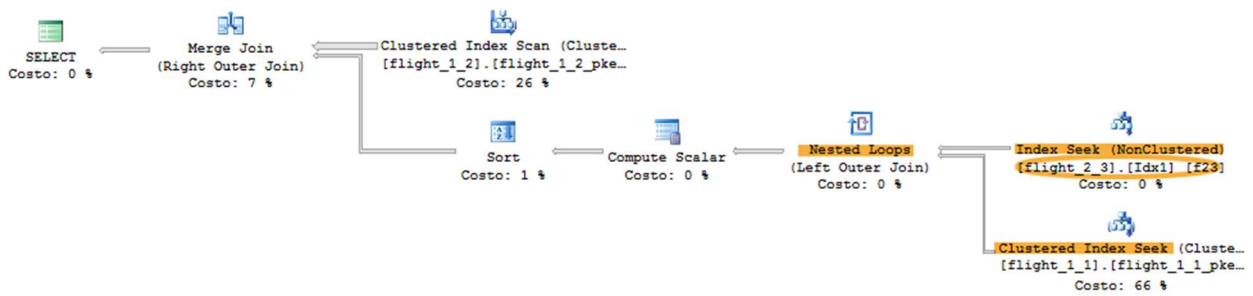 SELECT
Costo: 0 %
Merge Join
(Right Outer Join)
Costo: 7 %
Clustered Index Scan (Cluste…
[flight_1_2].[flight_1_2_pke…
Costo: 26 %
Sort
Costo: 1 %
Compute Scalar
Costo: 0 %
Nested Loops
(Left Outer Join)
Costo: 0 %
Index Seek (NonClustered)
[flight_2_3].[Idx1] [f23]
Costo: 0 %
Clustered Index Seek (Cluste…
[flight_1_1].[flight_1_1_pke…
Costo: 66 %